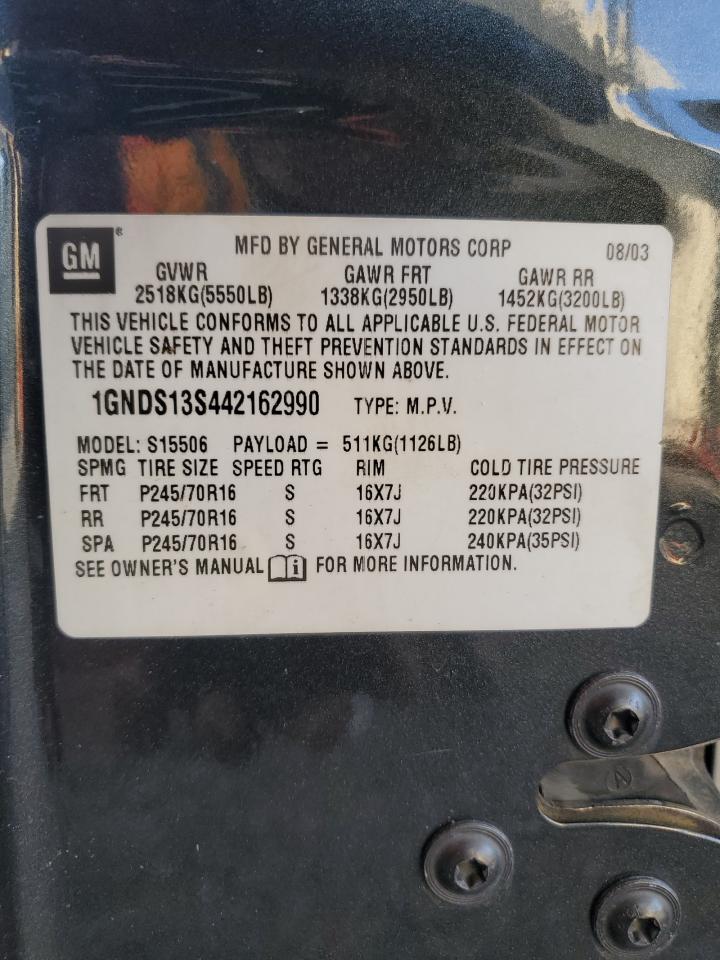 GM® MFD BY GENERAL MOTORS CORP 08/03
GVWR GAWR FRT GAWR RR
2518KG(5550LB) 1338KG(2950LB) 1452KG(3200LB)
THIS VEHICLE CONFORMS TO ALL APPLICABLE U.S. FEDERAL MOTOR
VEHICLE SAFETY AND THEFT PREVENTION STANDARDS IN EFFECT ON
THE DATE OF MANUFACTURE SHOWN ABOVE.
1GNDS13S442162990 TYPE: M.P.V.
MODEL: S15506 PAYLOAD = 511KG(1126LB)
SPMG TIRE SIZE SPEED RTG RIM COLD TIRE PRESSURE
FRT P245/70R16 S 16X7J 220KPA(32PSI)
RR P245/70R16 S 16X7J 220KPA(32PSI)
SPA P245/70R16 S 16X7J 240KPA(35PSI)
SEE OWNER'S MANUAL FOR MORE INFORMATION.